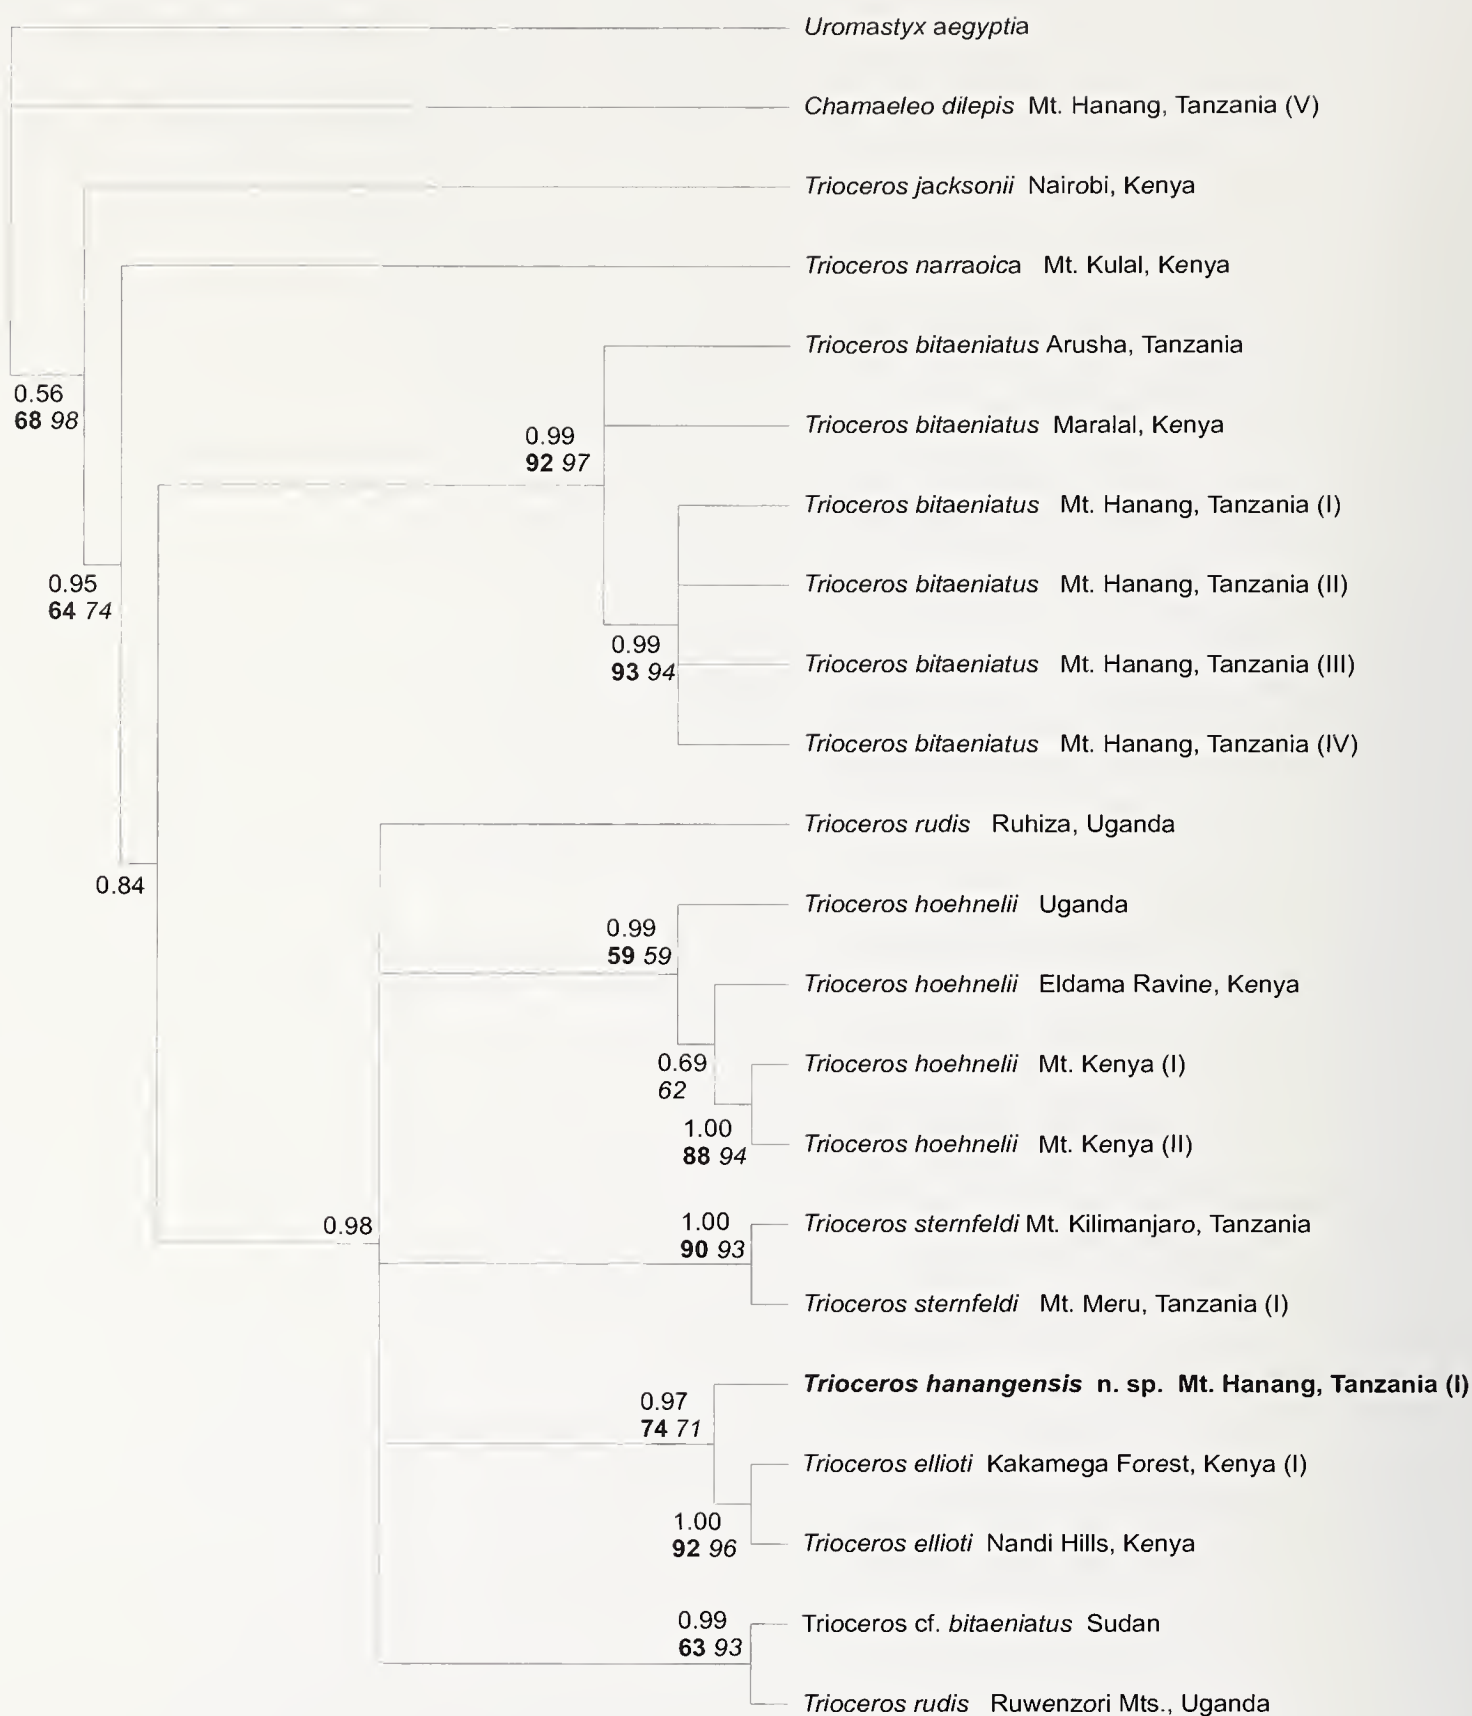 Uromastyx aegyptia
Chamaeleo dilepis Mt. Hanang, Tanzania (V)
Trioceros jacksonii Nairobi, Kenya
Trioceros narraoica Mt. Kulal, Kenya
Trioceros bitaeniatus Arusha, Tanzania
0.56
68 98
Trioceros bitaeniatus Maralal, Kenya
0.99
92 97
Trioceros bitaeniatus Mt. Hanang, Tanzania (I)
Trioceros bitaeniatus Mt. Hanang, Tanzania (II)
0.95
64 74
0.99
93 94
Trioceros bitaeniatus Mt. Hanang, Tanzania (III)
Trioceros bitaeniatus Mt. Hanang, Tanzania (IV)
Trioceros rudis Ruhiza, Uganda
0.84
Trioceros hoehnelii Uganda
0.99
59 59
Trioceros hoehnelii Eldama Ravine, Kenya
0.69
62
Trioceros hoehnelii Mt. Kenya (I)
1.00
88 94
Trioceros hoehnelii Mt. Kenya (II)
0.98
1.00
90 93
Trioceros sternfeldi Mt. Kilimanjaro, Tanzania
Trioceros sternfeldi Mt. Meru, Tanzania (I)
Trioceros hanangensis n. sp. Mt. Hanang, Tanzania (I)
0.97
74 71
Trioceros ellioti Kakamega Forest, Kenya (I)
1.00
92 96
Trioceros ellioti Nandi Hills, Kenya
0.99
63 93
Trioceros cf. bitaeniatus Sudan
Trioceros rudis Ruwenzori Mts., Uganda